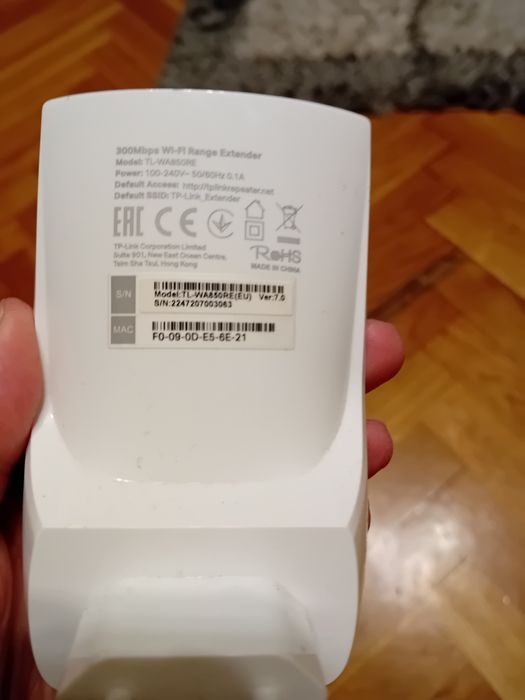 300Mbps Wi-Fi Range Extender
Model: TL-WA850RE
Power: 100-240V~ 50/60Hz 0.1A
Default Access: http://tplinkrepeater.net
Default SSID: TP-Link_Extender
EAC CE
RoHS
TP-Link Corporation Limited
Suite 901, New East Ocean Centre,
Tsim Sha Tsui, Hong Kong
MADE IN CHINA
S/N
Model:TL-WA850RE(EU) Ver:7.0
S/N:2247207003063
MAC
F0-09-0D-E5-6E-21